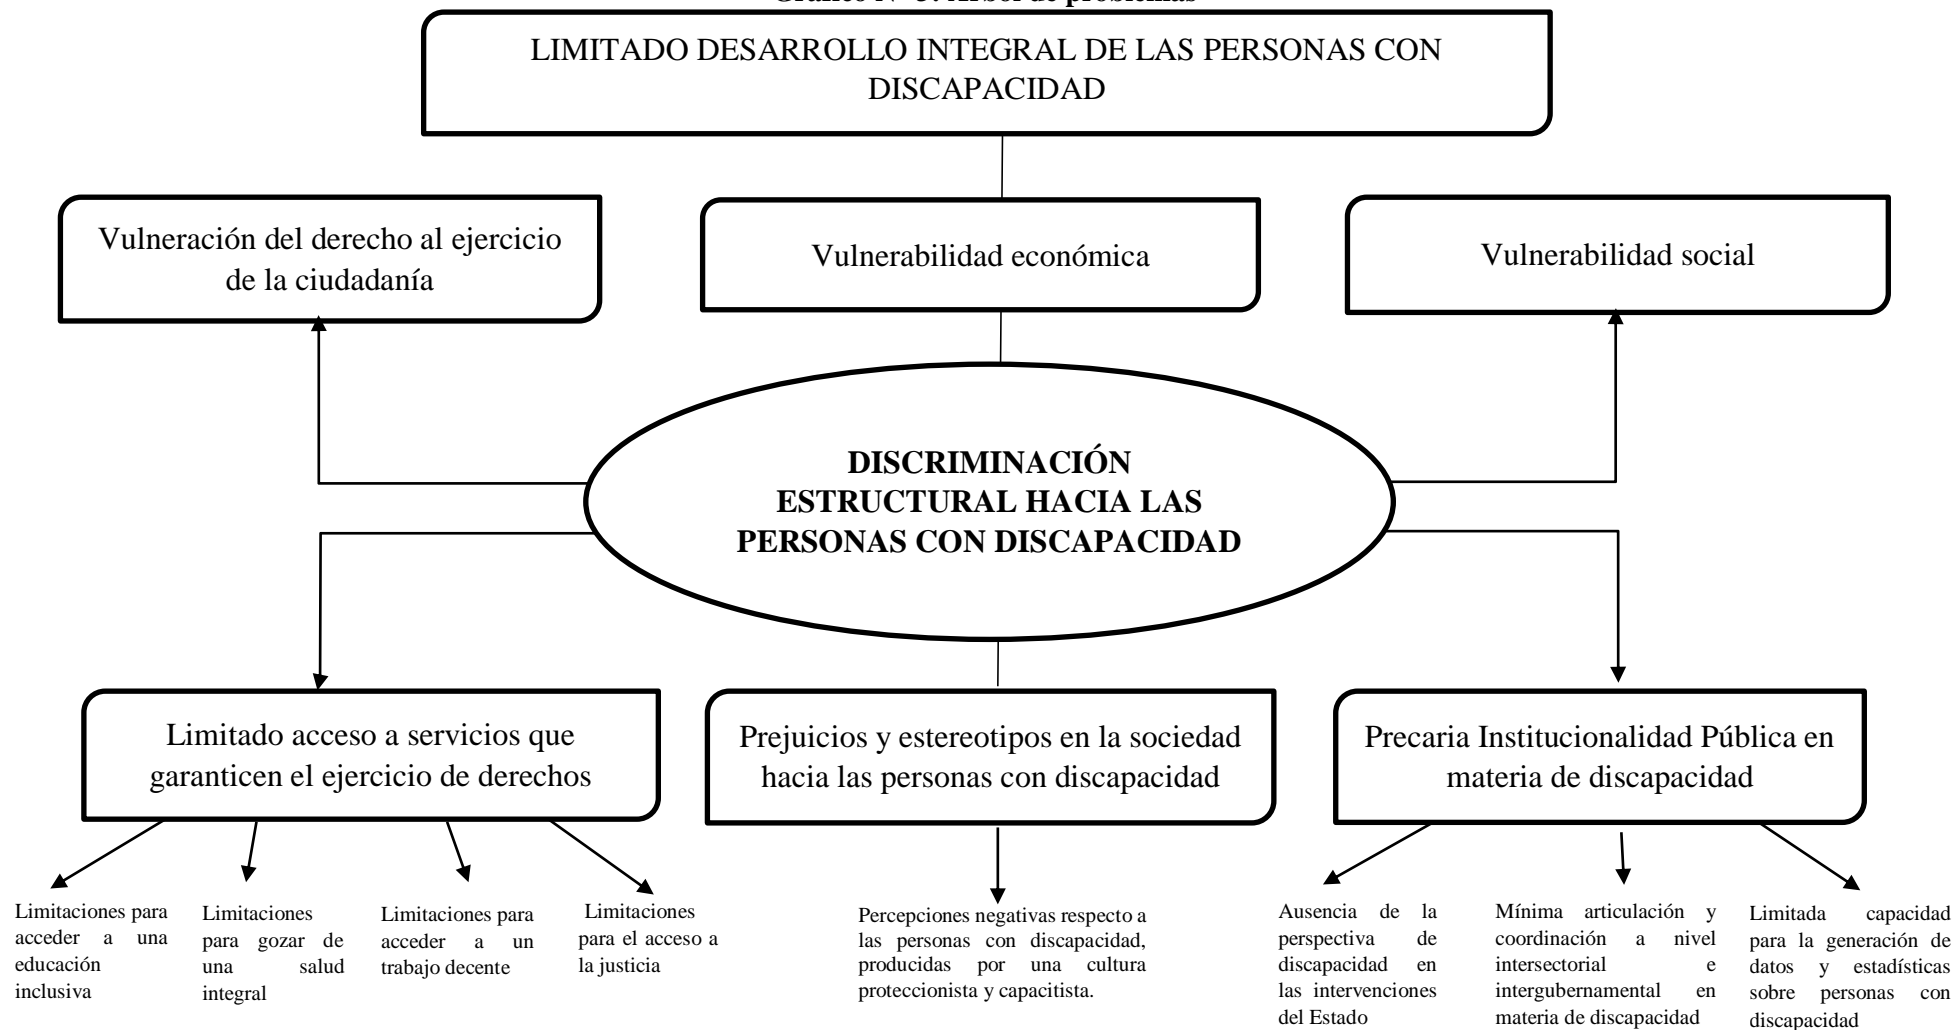 LIMITADO DESARROLLO INTEGRAL DE LAS PERSONAS CON
DISCAPACIDAD
Vulneración del derecho al ejercicio
de la ciudadanía
Vulnerabilidad económica
Vulnerabilidad social
DISCRIMINACIÓN
ESTRUCTURAL HACIA LAS
PERSONAS CON DISCAPACIDAD
Limitado acceso a servicios que
garanticen el ejercicio de derechos
Prejuicios y estereotipos en la sociedad
hacia las personas con discapacidad
Precaria Institucionalidad Pública en
materia de discapacidad
Limitaciones para
acceder a una
educación
inclusiva
Limitaciones
para gozar de
una salud
integral
Limitaciones para
acceder a un
trabajo decente
Limitaciones
para el acceso a
la justicia
Percepciones negativas respecto a
las personas con discapacidad,
producidas por una cultura
proteccionista y capacitista.
Ausencia de la
perspectiva de
discapacidad en
las intervenciones
del Estado
Mínima articulación y
coordinación a nivel
intersectorial e
intergubernamental en
materia de discapacidad
Limitada capacidad
para la generación de
datos y estadísticas
sobre personas con
discapacidad